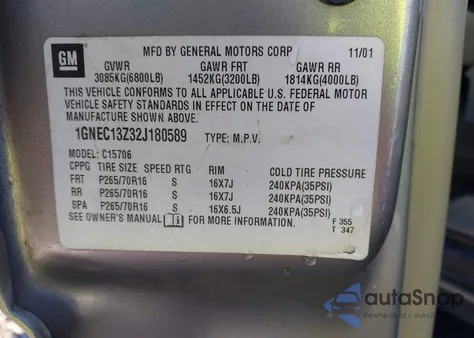 GM
MFD BY GENERAL MOTORS CORP 11/01
GVWR GAWR FRT GAWR RR
3085KG(6800LB) 1452KG(3200LB) 1814KG(4000LB)
THIS VEHICLE CONFORMS TO ALL APPLICABLE U.S. FEDERAL MOTOR
VEHICLE SAFETY STANDARDS IN EFFECT ON THE DATE OF
MANUFACTURE SHOWN ABOVE.
1GNEC13Z32J180589 TYPE: M.P.V.
MODEL: C15706
CPPG TIRE SIZE SPEED RTG RIM COLD TIRE PRESSURE
FRT P265/70R16 S 16X7J 240KPA(35PSI)
RR P265/70R16 S 16X7J 240KPA(35PSI)
SPA P265/70R16 S 16X6.5J 240KPA(35PSI)
SEE OWNER'S MANUAL FOR MORE INFORMATION.
F 355
T 347
autaSnap
pewne auta z aukcji